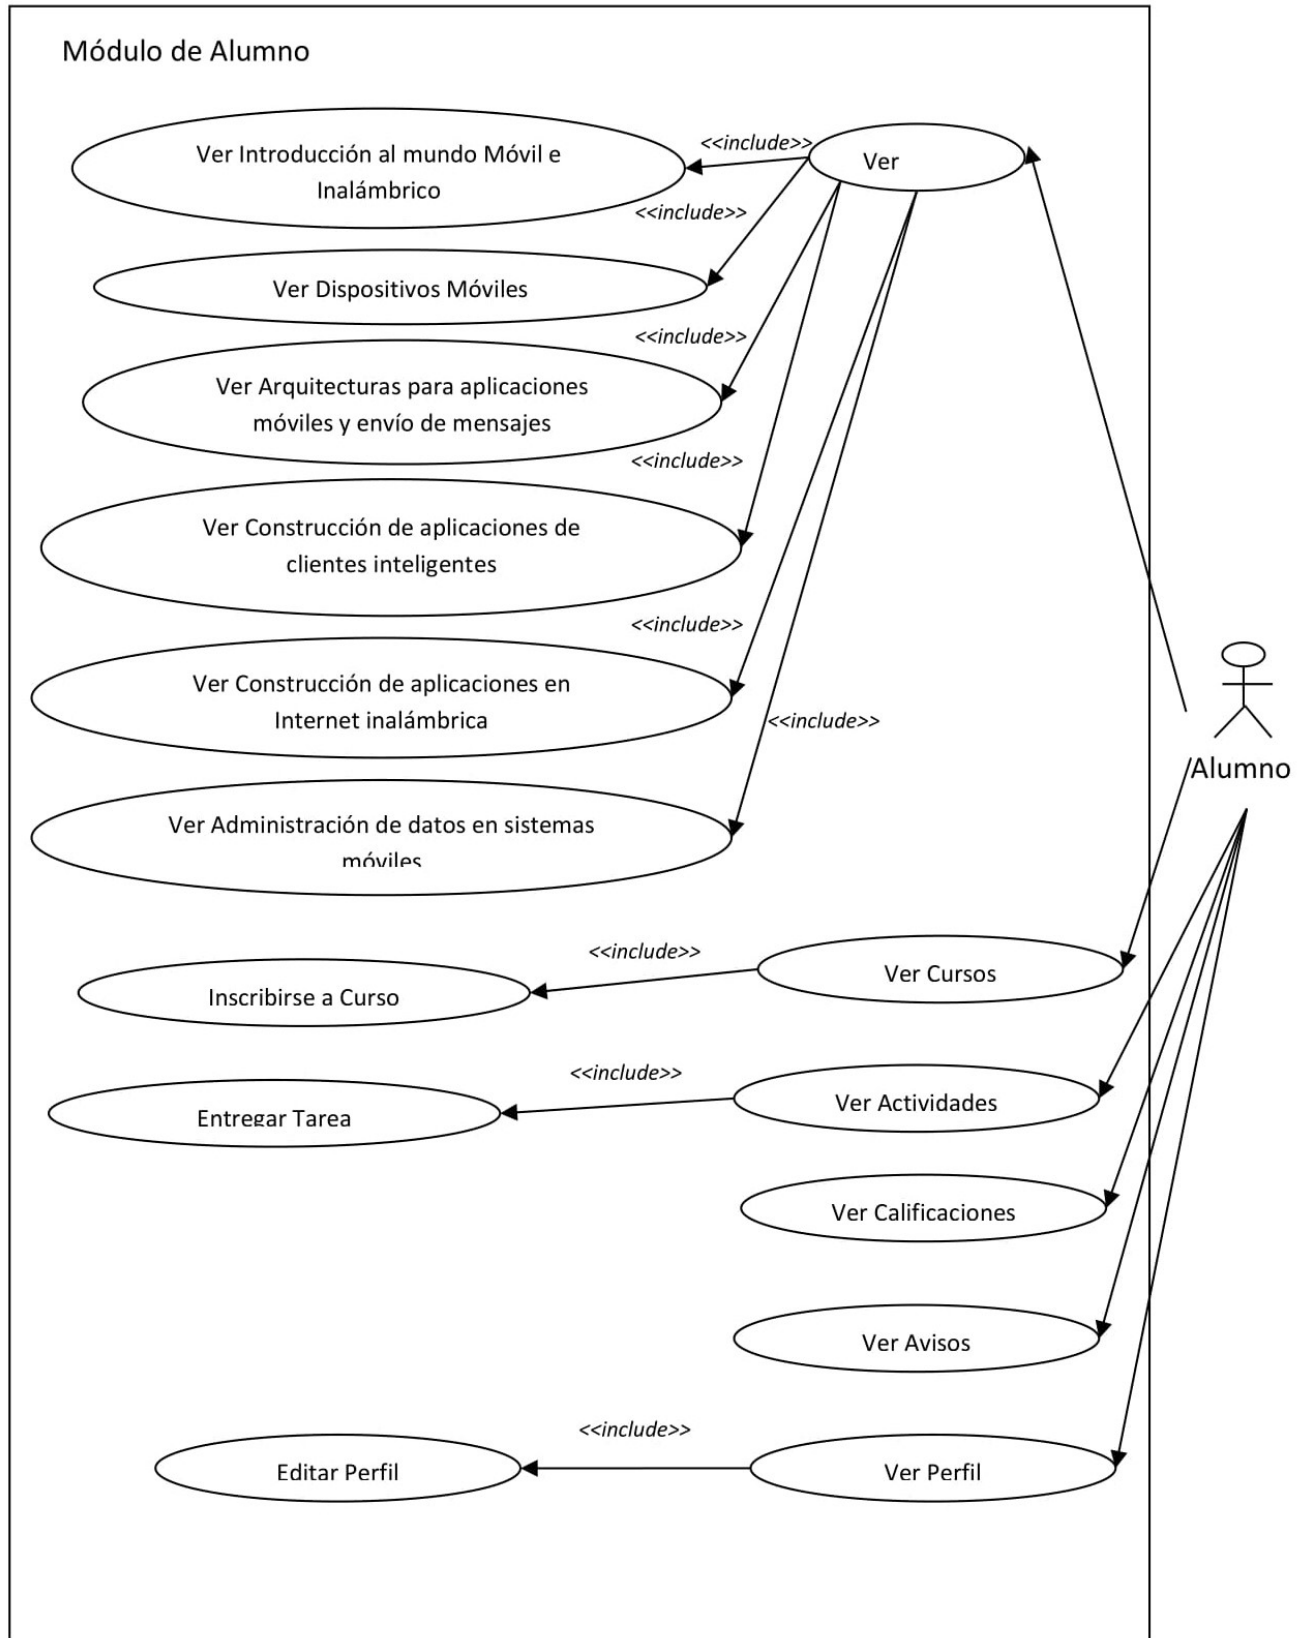 Módulo de Alumno
<<include>>
Ver Introducción al mundo Móvil e
Inalámbrico
Ver
<<include>>
Ver Dispositivos Móviles
<<include>>
Ver Arquitecturas para aplicaciones
móviles y envío de mensajes
<<include>>
Ver Construcción de aplicaciones de
clientes inteligentes
<<include>>
Ver Construcción de aplicaciones en
Internet inalámbrica
<<include>>
Alumno
Ver Administración de datos en sistemas
móviles
<<include>>
Ver Cursos
Inscribirse a Curso
<<include>>
Ver Actividades
Entregar Tarea
Ver Calificaciones
Ver Avisos
<<include>>
Editar Perfil
Ver Perfil